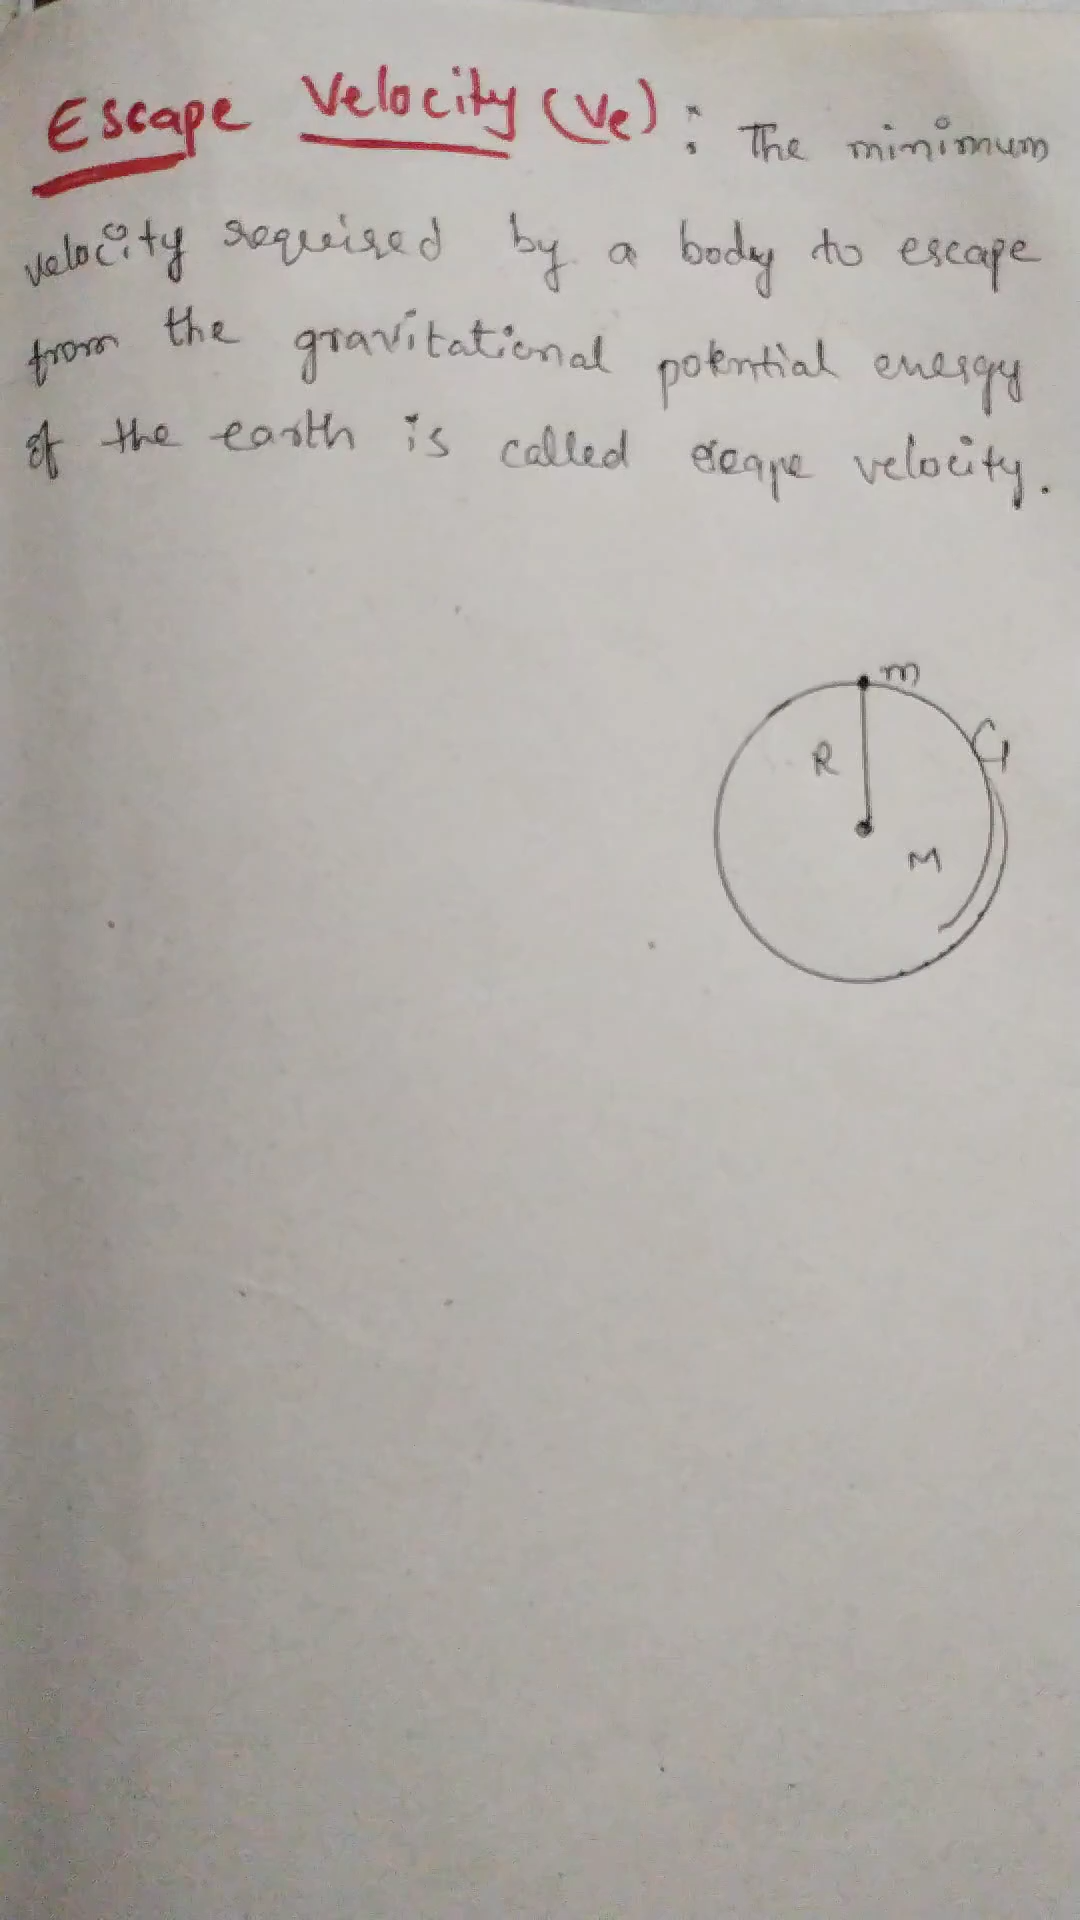 Escape Velocity (Ve) : The minimum
velocity required by a body to escape
from the gravitational potential energy
of the earth is called escape velocity.
m
R
G
M